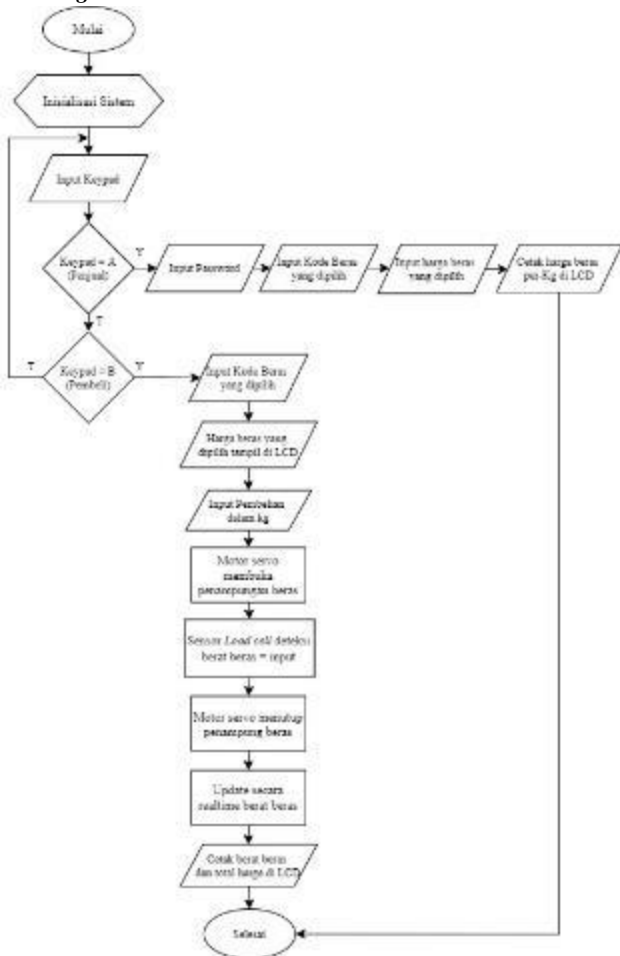 Mulai
Inisialisasi Sistem
Input Keypad
Keypad = A
(Penjual)
Y
Input Password
Input Kode Beras
yang dipilih
Input harga beras
yang dipilih
Cetak harga beras
per-Kg di LCD
T
Keypad = B
(Pembeli)
T
Y
Input Kode Beras
yang dipilih
Harga beras yang
dipilih tampil di LCD
Input Pembelian
dalam kg
Motor servo
membuka
penampungan beras
Sensor Load cell deteksi
berat beras = input
Motor servo menutup
penampung beras
Update secara
realtime berat beras
Cetak berat beras
dan total harga di LCD
Selesai